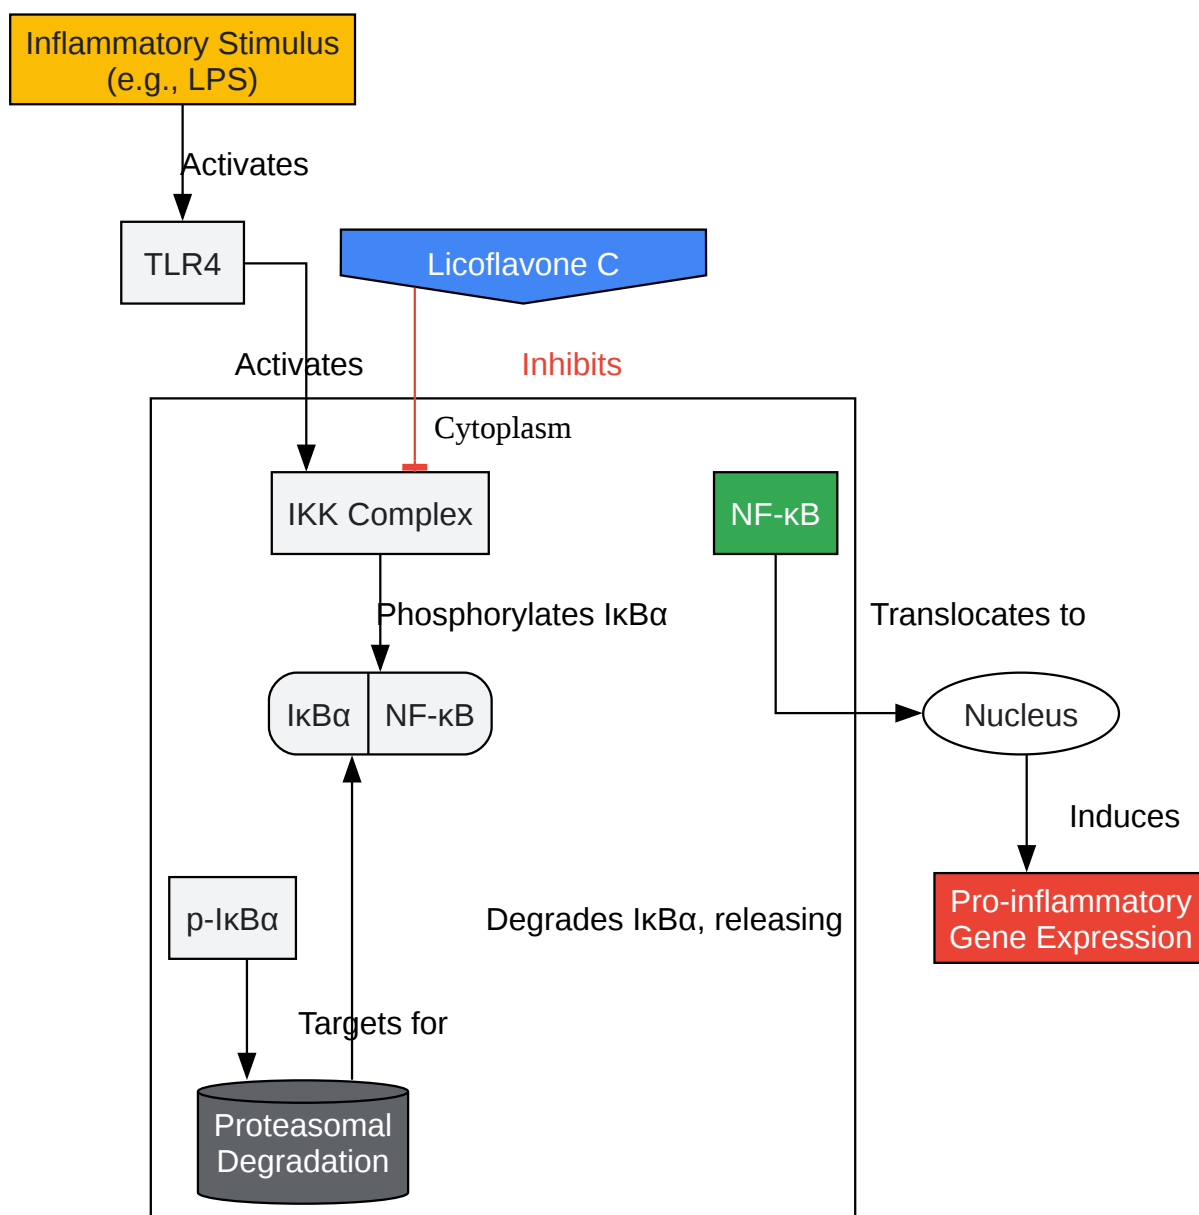 Inflammatory Stimulus
(e.g., LPS)
Activates
TLR4
Licoflavone C
Activates
Inhibits
Cytoplasm
IKK Complex
NF-κB
Phosphorylates IκBα
Translocates to
IκBα
NF-κB
Nucleus
Induces
p-IκBα
Degrades IκBα, releasing
Pro-inflammatory
Gene Expression
Targets for
Proteasomal
Degradation